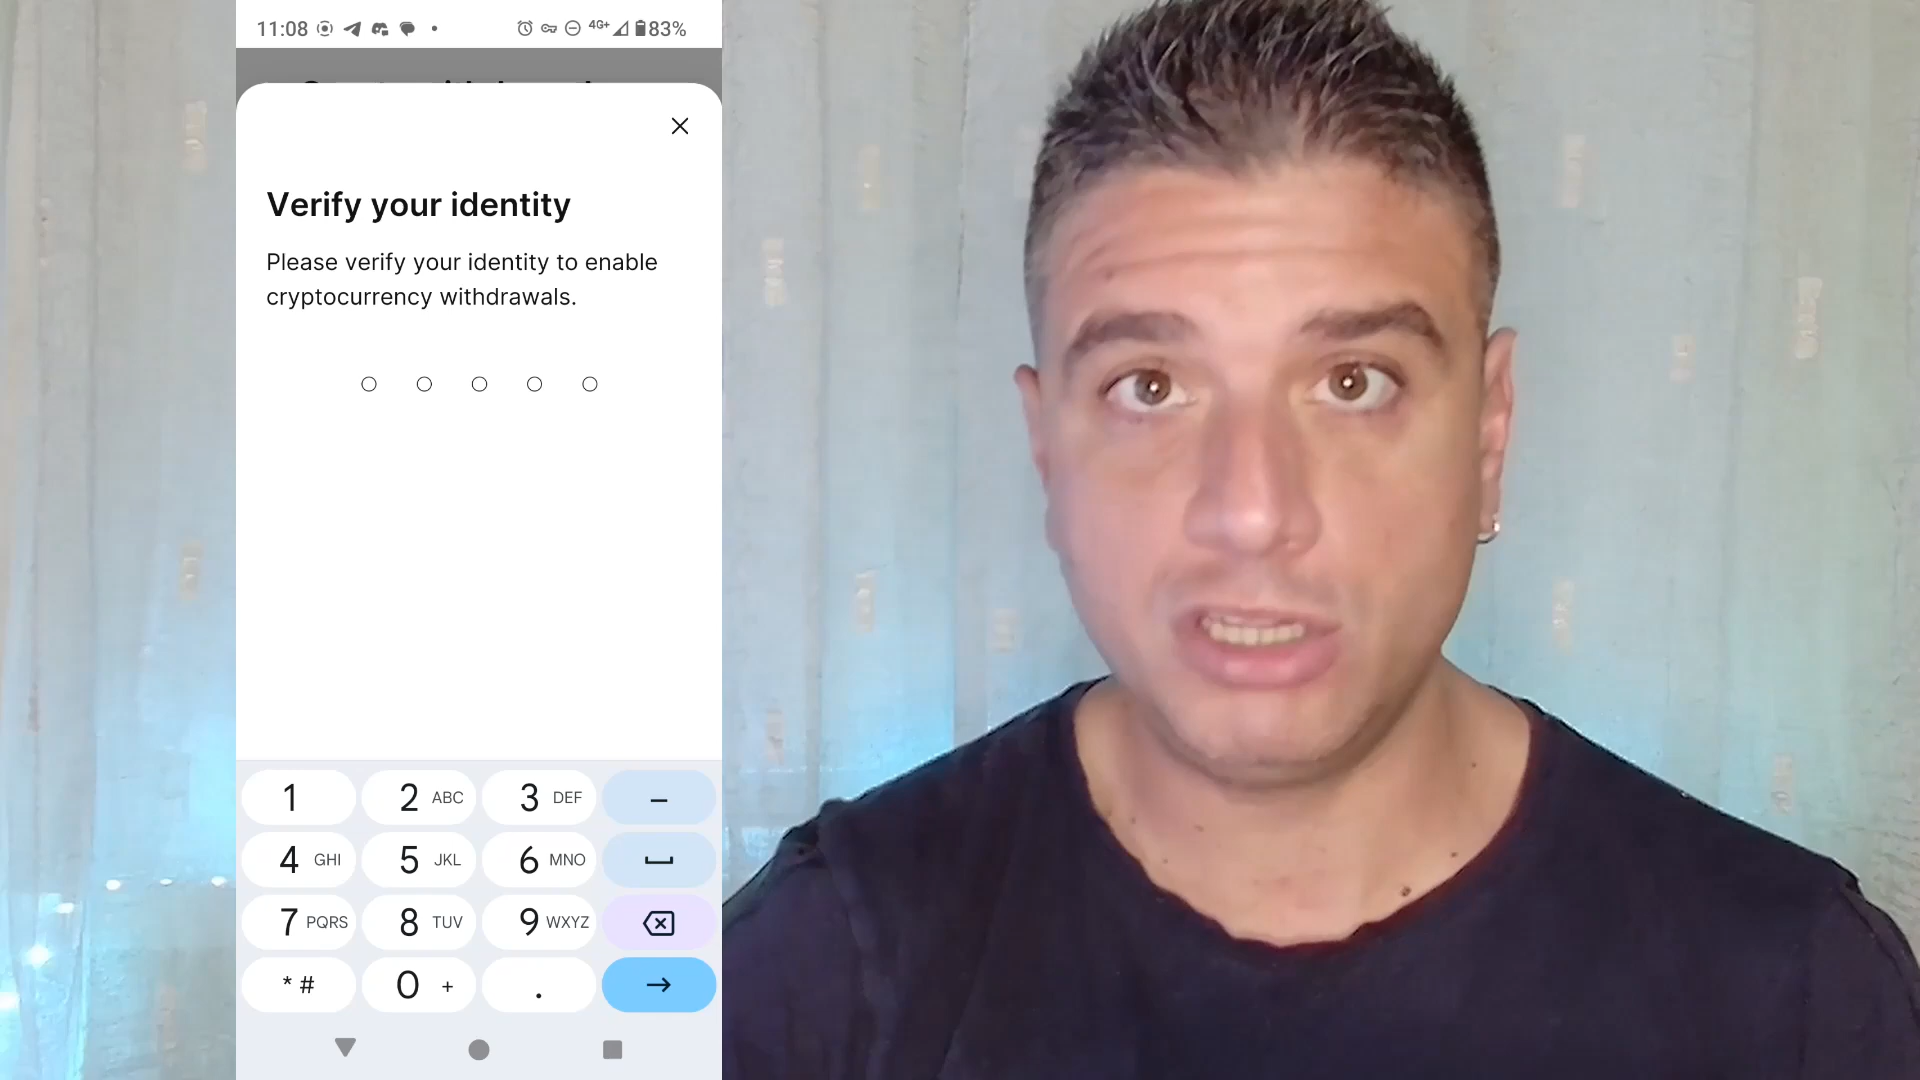 11:08
4G+
83%
Verify your identity
Please verify your identity to enable
cryptocurrency withdrawals.
1
2 ABC
3 DEF
–
4 GHI
5 JKL
6 MNO
7 PQRS
8 TUV
9 WXYZ
* #
0 +
.